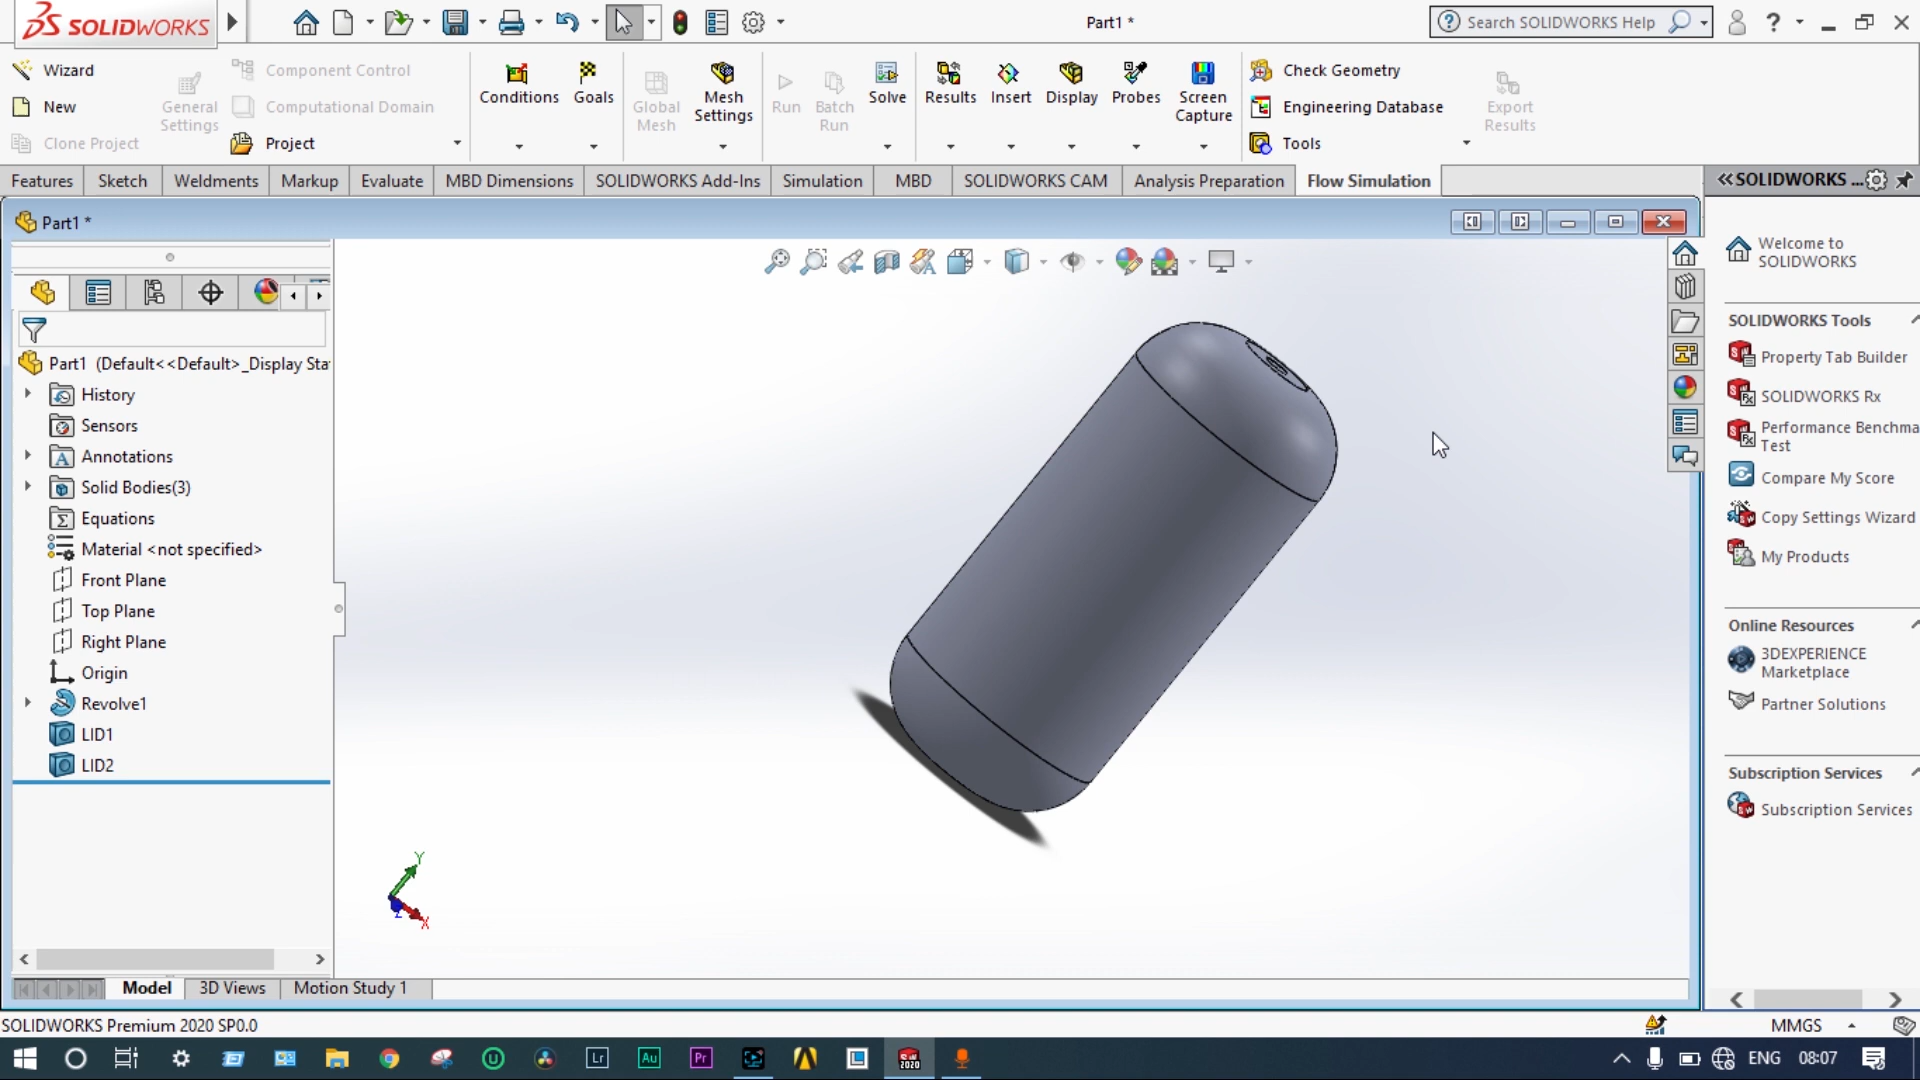 SOLIDWORKS
Part1 *
Search SOLIDWORKS Help
?
Wizard
New
Clone Project
General
Settings
Component Control
Computational Domain
Project
Conditions
Goals
Global
Mesh
Mesh
Settings
Run
Batch
Run
Solve
Results
Insert
Display
Probes
Screen
Capture
Check Geometry
Engineering Database
Tools
Export
Results
Features
Sketch
Weldments
Markup
Evaluate
MBD Dimensions
SOLIDWORKS Add-Ins
Simulation
MBD
SOLIDWORKS CAM
Analysis Preparation
Flow Simulation
SOLIDWORKS ...
Part1 *
Part1 (Default<<Default>_Display Sta
History
Sensors
Annotations
Solid Bodies(3)
Equations
Material <not specified>
Front Plane
Top Plane
Right Plane
Origin
Revolve1
LID1
LID2
Y
Z
X
Welcome to
SOLIDWORKS
SOLIDWORKS Tools
Property Tab Builder
SOLIDWORKS Rx
Performance Benchma
Test
Compare My Score
Copy Settings Wizard
My Products
Online Resources
3DEXPERIENCE
Marketplace
Partner Solutions
Subscription Services
Subscription Services
Model
3D Views
Motion Study 1
SOLIDWORKS Premium 2020 SP0.0
MMGS
Lr
Au
Pr
SW
2020
ENG
08:07